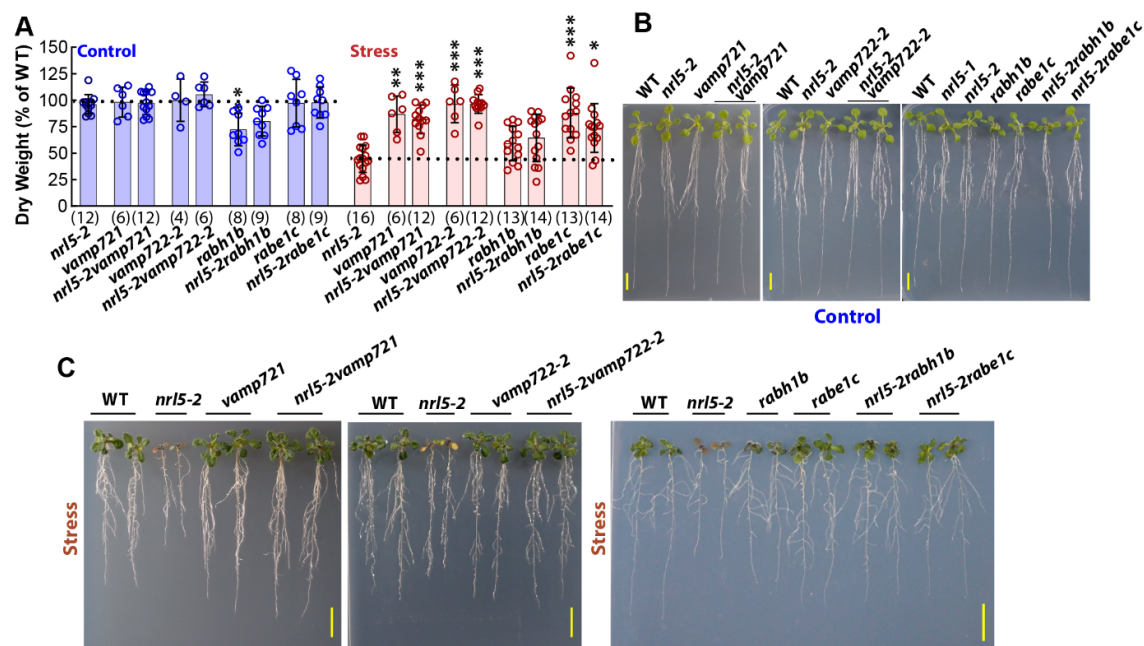 A
Dry Weight (% of WT)
150
125
100
75
50
25
0
Control
Stress
*
**
***
***
***
***
*
(12)
(6)
(12)
(4)
(6)
(8)
(9)
(8)
(9)
(16)
(6)
(12)
(6)
(12)
(13)
(14)
(13)
(14)
nrl5-2
vamp721
nrl5-2vamp721
vamp722-2
nrl5-2vamp722-2
rabh1b
nrl5-2rabh1b
rabe1c
nrl5-2rabe1c
nrl5-2
vamp721
nrl5-2vamp721
vamp722-2
nrl5-2vamp722-2
rabh1b
nrl5-2rabh1b
rabe1c
nrl5-2rabe1c
B
WT
nrl5-2
vamp721
nrl5-2
vamp721
WT
nrl5-2
vamp722-2
nrl5-2
vamp722-2
WT
nrl5-1
nrl5-2
rabh1b
rabe1c
nrl5-2rabh1b
nrl5-2rabe1c
Control
C
WT
nrl5-2
vamp721
nrl5-2vamp721
WT
nrl5-2
vamp722-2
nrl5-2vamp722-2
WT
nrl5-2
rabh1b
rabe1c
nrl5-2rabh1b
nrl5-2rabe1c
Stress
Stress